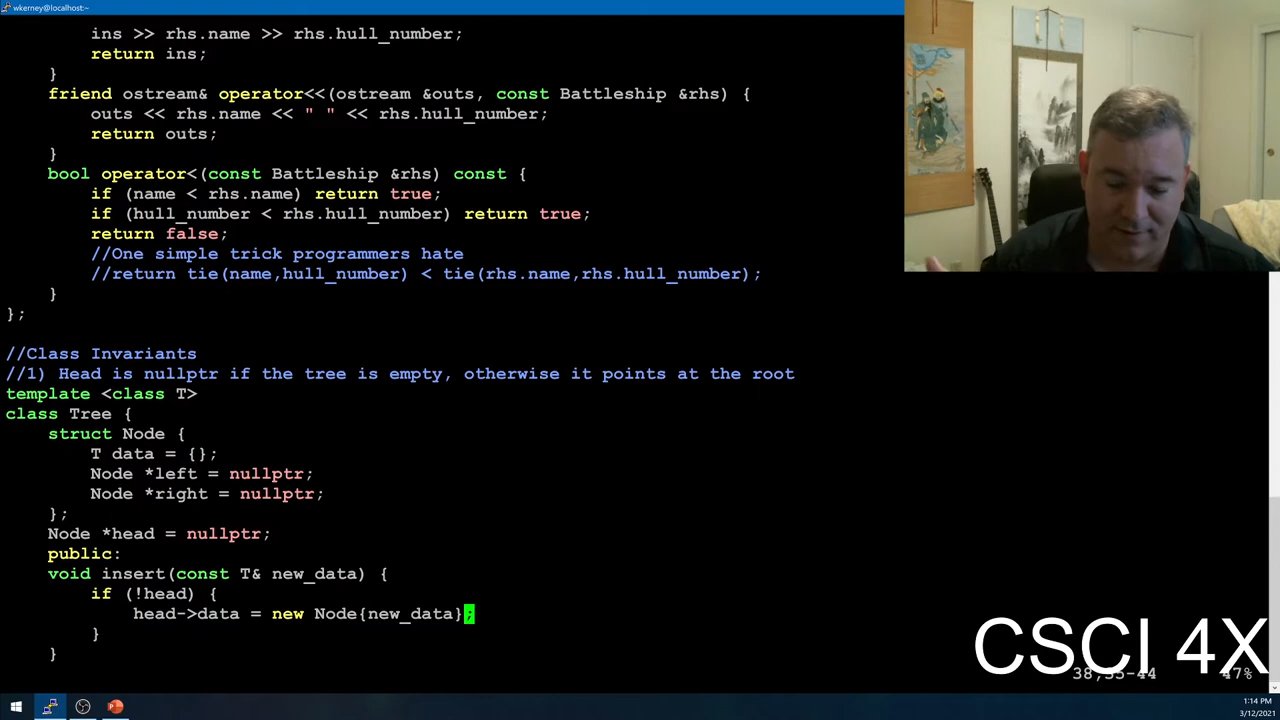 wkerney@localhost:~
ins >> rhs.name >> rhs.hull_number;
return ins;
}
friend ostream& operator<<(ostream &outs, const Battleship &rhs) {
outs << rhs.name << " " << rhs.hull_number;
return outs;
}
bool operator<(const Battleship &rhs) const {
if (name < rhs.name) return true;
if (hull_number < rhs.hull_number) return true;
return false;
//One simple trick programmers hate
//return tie(name,hull_number) < tie(rhs.name,rhs.hull_number);
}
};
//Class Invariants
//1) Head is nullptr if the tree is empty, otherwise it points at the root
template <class T>
class Tree {
struct Node {
T data = {};
Node *left = nullptr;
Node *right = nullptr;
};
Node *head = nullptr;
public:
void insert(const T& new_data) {
if (!head) {
head->data = new Node{new_data};
}
}
CSCI 4X
47%
1:14 PM
3/12/2021